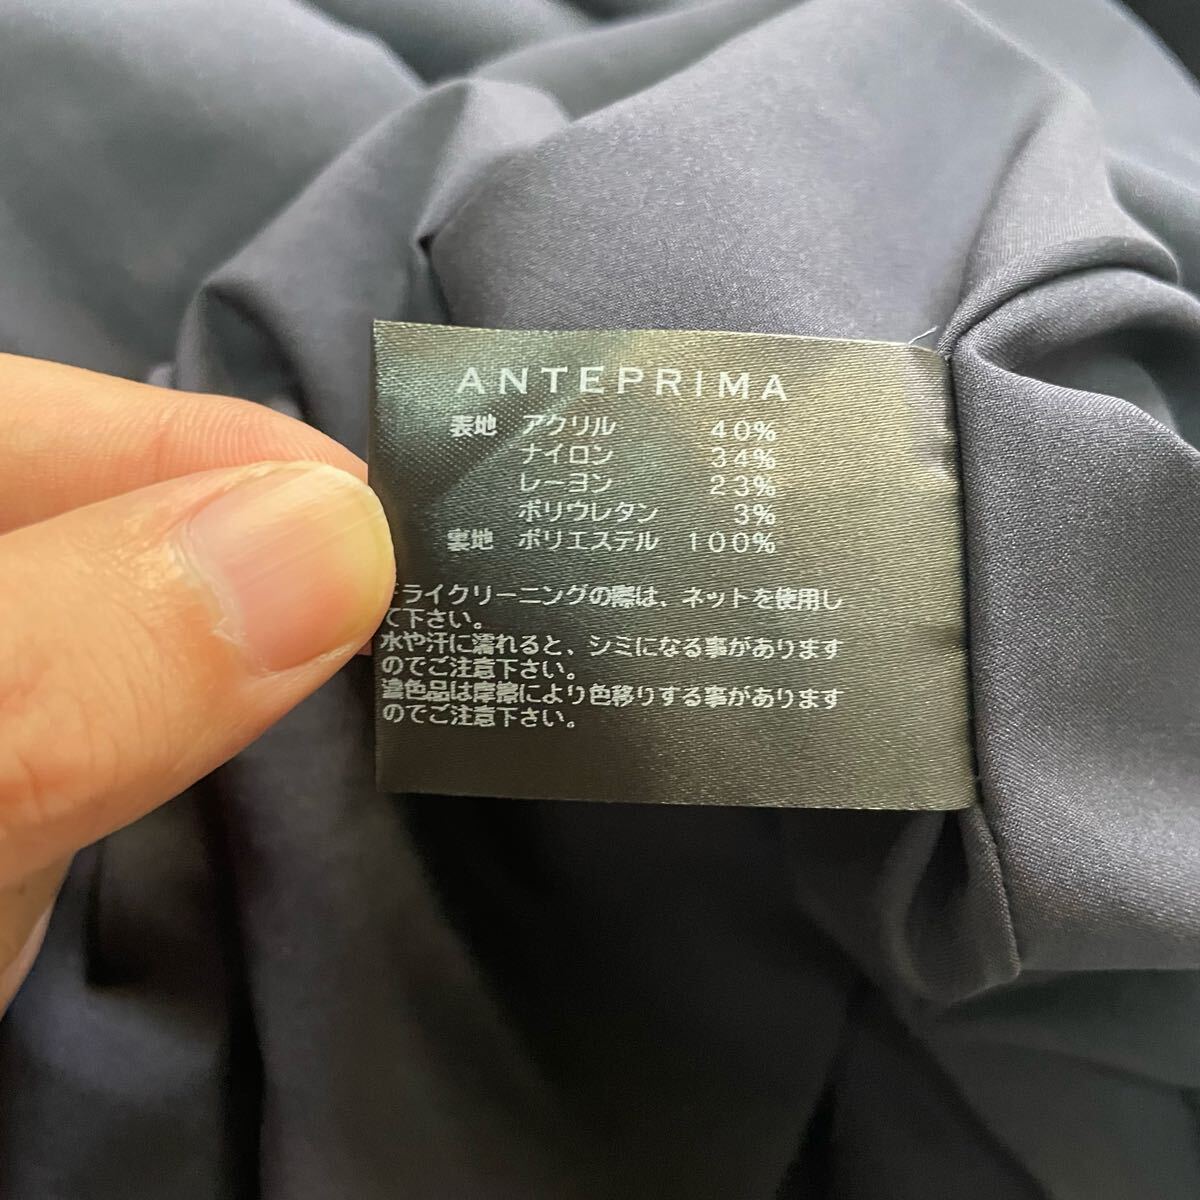 ANTEPRIMA
表地 アクリル 40%
ナイロン 34%
レーヨン 23%
ポリウレタン 3%
裏地 ポリエステル 100%
ドライクリーニングの際は、ネットを使用し
て下さい。
水や汗に濡れると、シミになる事があります
のでご注意下さい。
濃色品は摩擦により色移りする事があります
のでご注意下さい。